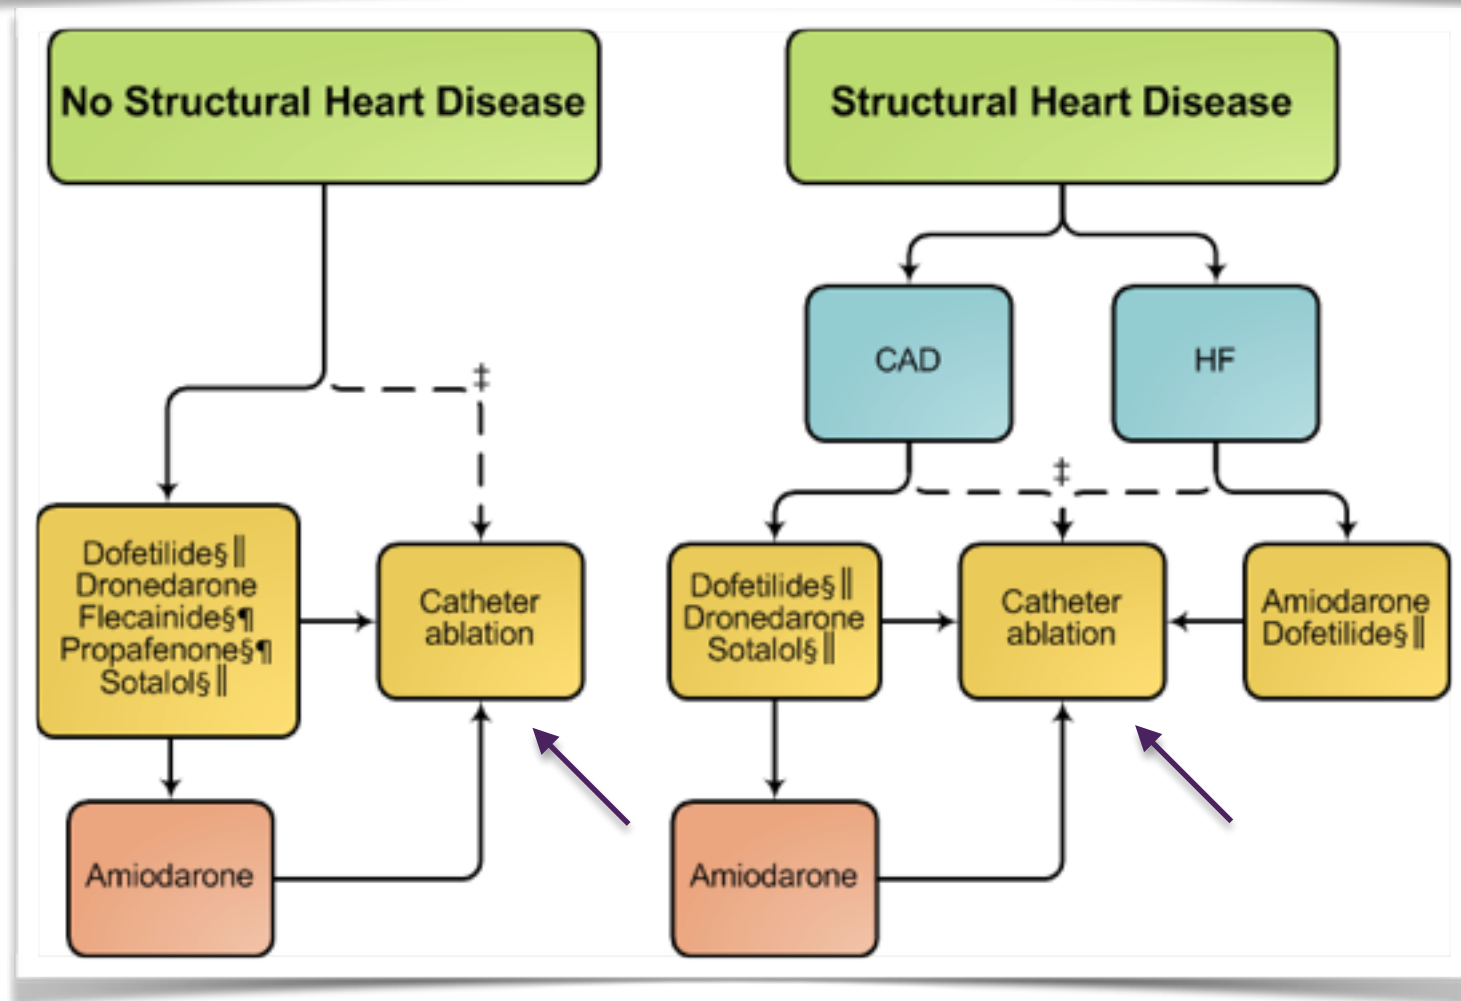 No Structural Heart Disease
Structural Heart Disease
CAD
HF
‡
‡
Dofetilide§‖
Dronedarone
Flecainide§¶
Propafenone§¶
Sotalol§‖
Catheter
ablation
Dofetilide§‖
Dronedarone
Sotalol§‖
Catheter
ablation
Amiodarone
Dofetilide§‖
Amiodarone
Amiodarone